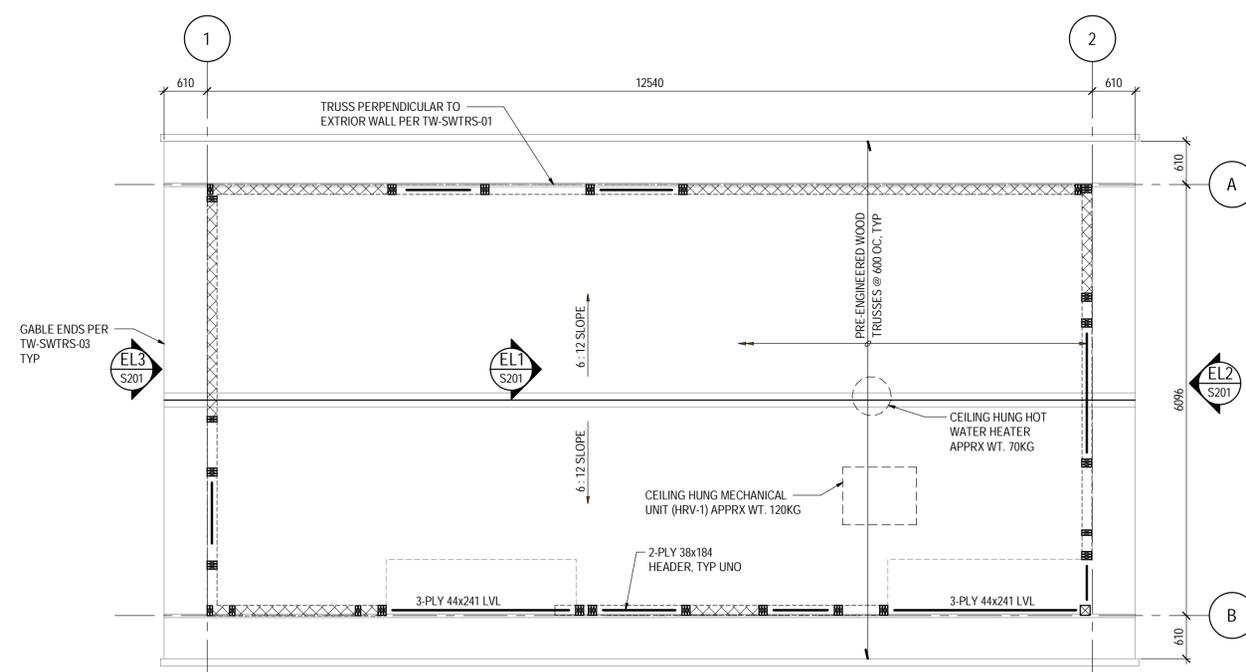 1
2
610
12540
610
TRUSS PERPENDICULAR TO
EXTRIOR WALL PER TW-SWTRS-01
610
A
PRE-ENGINEERED WOOD
TRUSSES @ 600 OC, TYP
6 : 12 SLOPE
GABLE ENDS PER
TW-SWTRS-03
TYP
EL3
S201
EL1
S201
EL2
S201
6096
CEILING HUNG HOT
WATER HEATER
APPRX WT. 70KG
6 : 12 SLOPE
CEILING HUNG MECHANICAL
UNIT (HRV-1) APPRX WT. 120KG
2-PLY 38x184
HEADER, TYP UNO
3-PLY 44x241 LVL
3-PLY 44x241 LVL
B
610